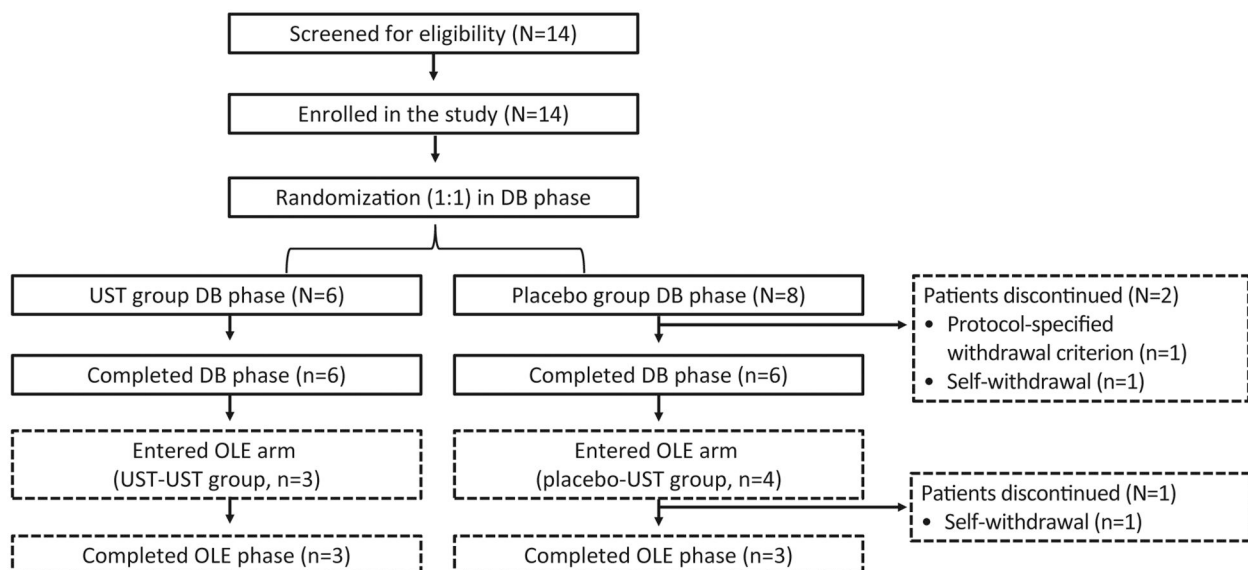 Screened for eligibility (N=14)
Enrolled in the study (N=14)
Randomization (1:1) in DB phase
UST group DB phase (N=6)
Placebo group DB phase (N=8)
Patients discontinued (N=2)
• Protocol-specified
withdrawal criterion (n=1)
• Self-withdrawal (n=1)
Completed DB phase (n=6)
Completed DB phase (n=6)
Entered OLE arm
(UST-UST group, n=3)
Entered OLE arm
(placebo-UST group, n=4)
Patients discontinued (N=1)
• Self-withdrawal (n=1)
Completed OLE phase (n=3)
Completed OLE phase (n=3)